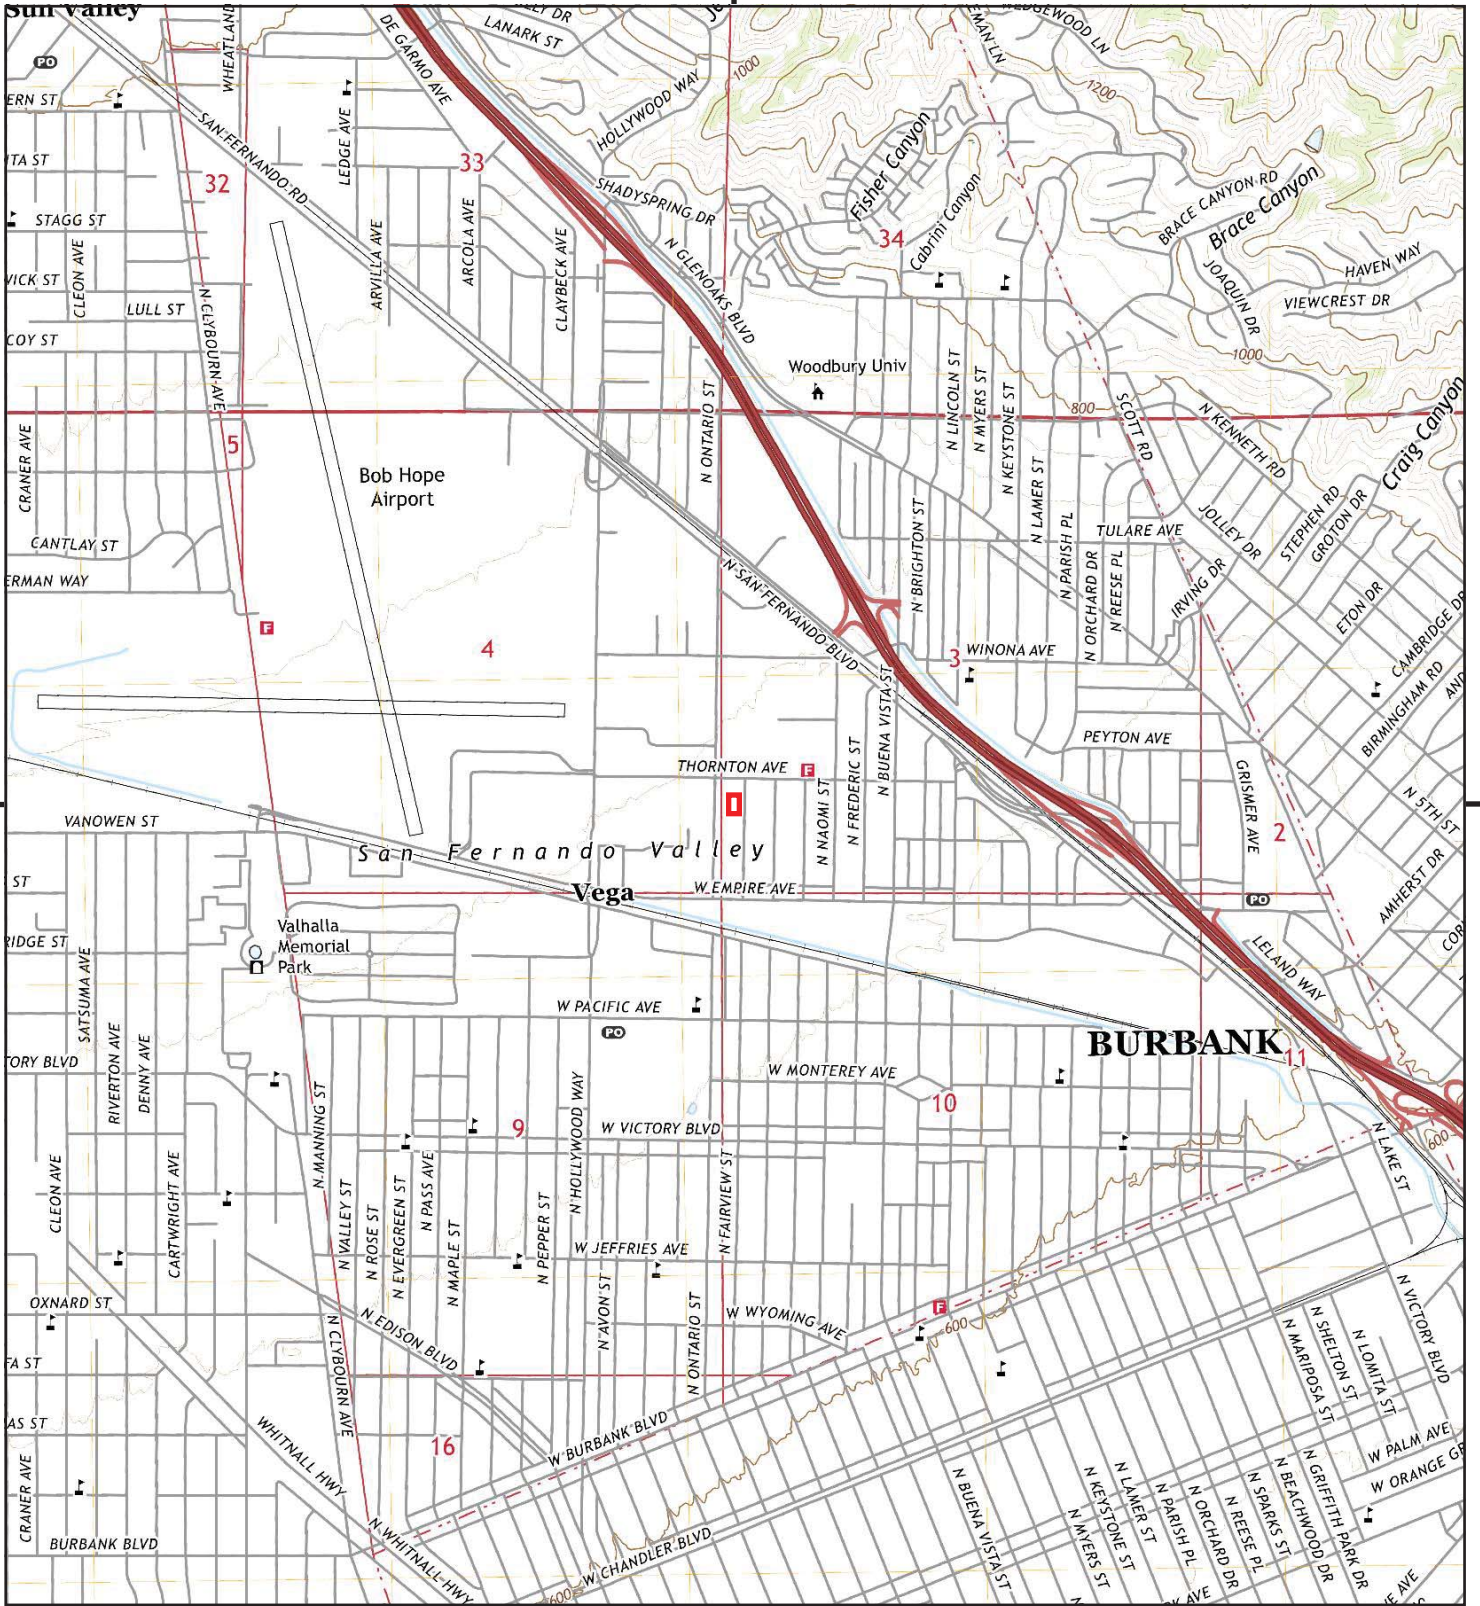 Sun Valley
LANARK ST
WEDGEWOOD LN
DE GARMO AVE
WHEATLAND
PO
1000
1200
ERN ST
HOLLYWOOD WAY
SAN FERNANDO RD
LEDGE AVE
Fisher Canyon
ITA ST
33
32
SHADYSPRING DR
Cabrini Canyon
BRACE CANYON RD
Brace Canyon
STAGG ST
34
CLEON AVE
ARVILLA AVE
ARCOLA AVE
CLAYBECK AVE
N GLENOAKS BLVD
HAVEN WAY
JOAQUIN DR
VIEWCREST DR
WICK ST
LULL ST
N CLYBOURN AVE
COY ST
1000
Woodbury Univ
N ONTARIO ST
N LINCOLN ST
N MYERS ST
N KEYSTONE ST
800
SCOTT RD
N KENNETH RD
Craig Canyon
CRANER AVE
5
Bob Hope
Airport
N LAMER ST
N PARISH PL
TULARE AVE
JOLLEY DR
STEPHEN RD
GROTON DR
N BRIGHTON ST
N ORCHARD DR
N REESE PL
IRVING DR
ETON DR
CAMBRIDGE DR
CANTLAY ST
ERMAN WAY
N SAN FERNANDO BLVD
F
4
3
WINONA AVE
BIRMINGHAM RD
AND
N BUENA VISTA ST
PEYTON AVE
THORNTON AVE
F
N NAOMI ST
N FREDERIC ST
GRISMER AVE
N 5TH ST
2
VANOWEN ST
San Fernando Valley
Vega
W EMPIRE AVE
PO
AMHERST DR
COR
ST
Valhalla
Memorial
Park
RIDGE ST
LELAND WAY
SATSUMA AVE
W PACIFIC AVE
PO
BURBANK
11
RIVERTON AVE
DENNY AVE
TORY BLVD
W MONTEREY AVE
10
9
W VICTORY BLVD
N MANNING ST
N HOLLYWOOD WAY
600
N LAKE ST
CLEON AVE
CARTWRIGHT AVE
N VALLEY ST
N ROSE ST
N EVERGREEN ST
N PASS AVE
N MAPLE ST
N PEPPER ST
N FAIRVIEW ST
W JEFFRIES AVE
N AVON ST
N ONTARIO ST
OXNARD ST
N EDISON BLVD
N CLYBOURN AVE
W WYOMING AVE
F
600
N VICTORY BLVD
N MARIPOSA ST
N SHELTON ST
N LOMITA ST
FA ST
AS ST
16
WHITNALL HWY
W BURBANK BLVD
W PALM AVE
W ORANGE GR
CRANER AVE
N BUENA VISTA ST
N MYERS ST
N KEYSTONE ST
N LAMER ST
N PARISH PL
N ORCHARD DR
N REESE PL
N SPARKS ST
N BEACHWOOD DR
N GRIFFITH PARK DR
BURBANK BLVD
N WHITNALL HWY
W CHANDLER BLVD
600